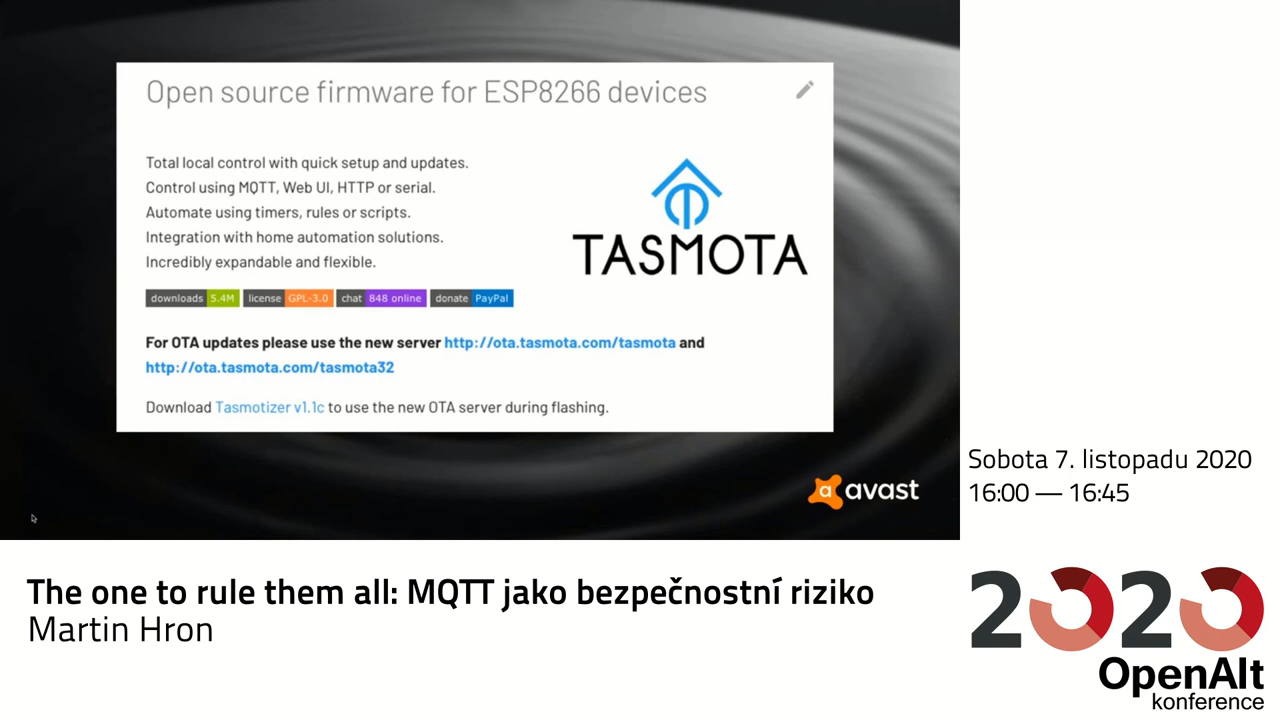 Open source firmware for ESP8266 devices
Total local control with quick setup and updates.
Control using MQTT, Web UI, HTTP or serial.
Automate using timers, rules or scripts.
Integration with home automation solutions.
Incredibly expandable and flexible.
TASMOTA
downloads 5.4M license GPL-3.0 chat 848 online donate PayPal
For OTA updates please use the new server http://ota.tasmota.com/tasmota and
http://ota.tasmota.com/tasmota32
Download Tasmotizer v1.1c to use the new OTA server during flashing.
a avast
Sobota 7. listopadu 2020
16:00 — 16:45
The one to rule them all: MQTT jako bezpečnostní riziko
Martin Hron
2020
OpenAlt
konference